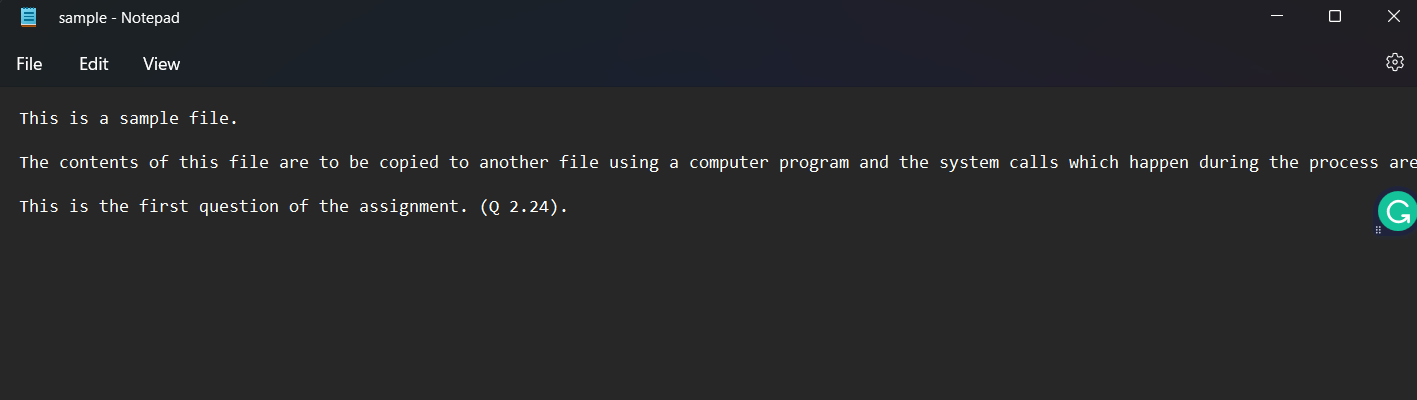 sample - Notepad
File Edit View
This is a sample file.
The contents of this file are to be copied to another file using a computer program and the system calls which happen during the process are
This is the first question of the assignment. (Q 2.24).